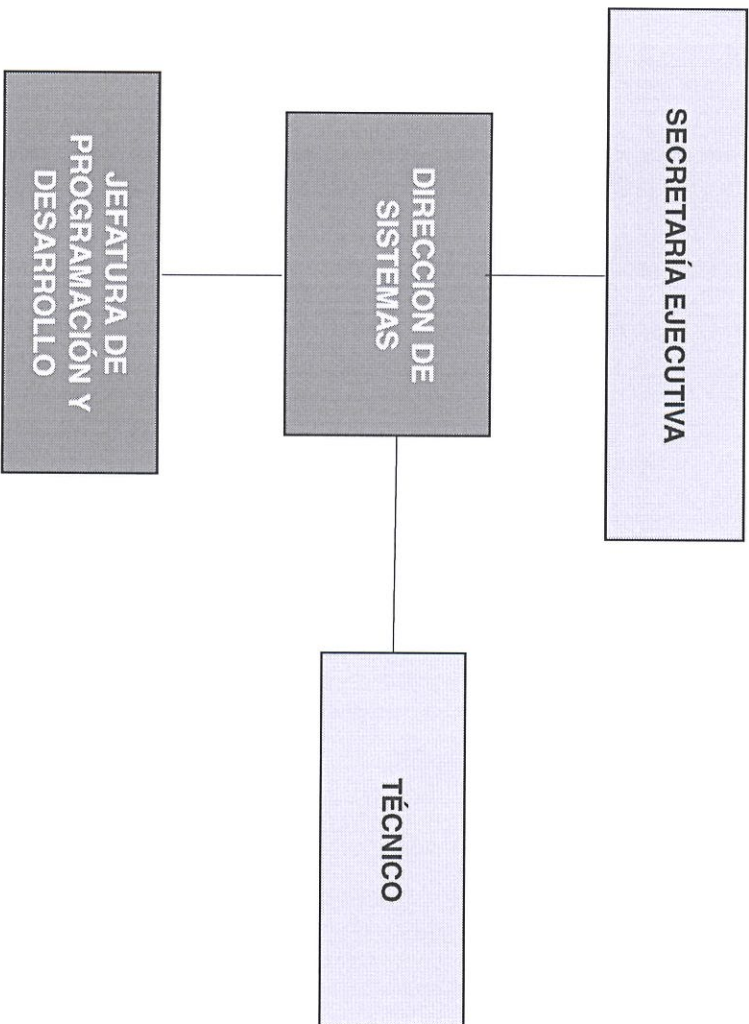 SECRETARÍA EJECUTIVA
DIRECCION DE
SISTEMAS
TÉCNICO
JEFATURA DE
PROGRAMACIÓN Y
DESARROLLO